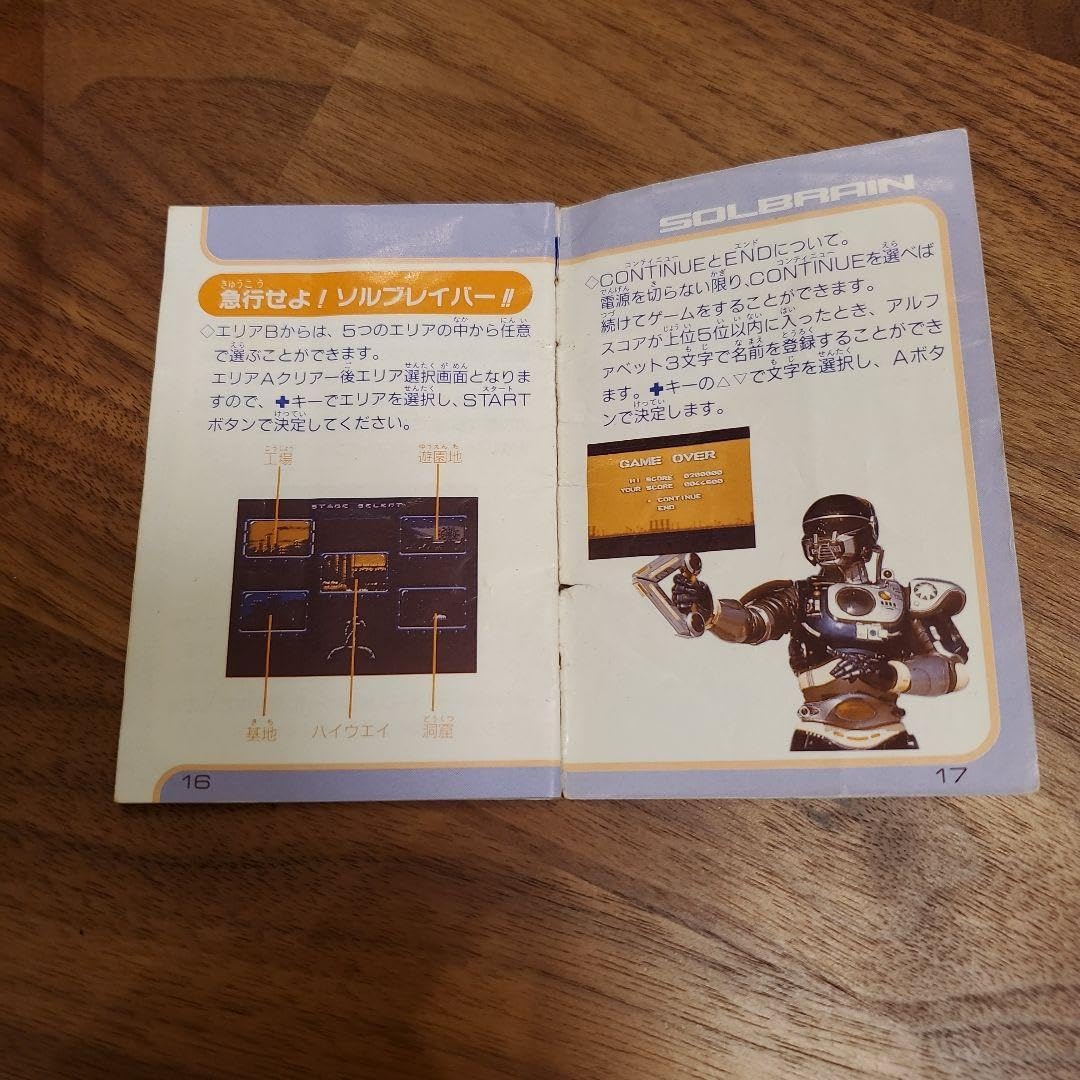 急行せよ！ソルブレイバー!!
◇エリアBからは、5つのエリアの中から任意
で選ぶことができます。
エリアAクリアー後エリア選択画面となりま
すので、✚キーでエリアを選択し、START
ボタンで決定してください。
工場
遊園地
STAGE SELECT
基地
ハイウエイ
洞窟
16
SOLBRAIN
◇CONTINUEとENDについて。
電源を切らない限り、CONTINUEを選べば
続けてゲームをすることができます。
スコアが上位5位以内に入ったとき、アルフ
ァベット3文字で名前を登録することができ
ます。✚キーの△▽で文字を選択し、Aボタ
ンで決定します。
GAME OVER
HI SCORE 0200000
YOUR SCORE 0044600
CONTINUE
END
17